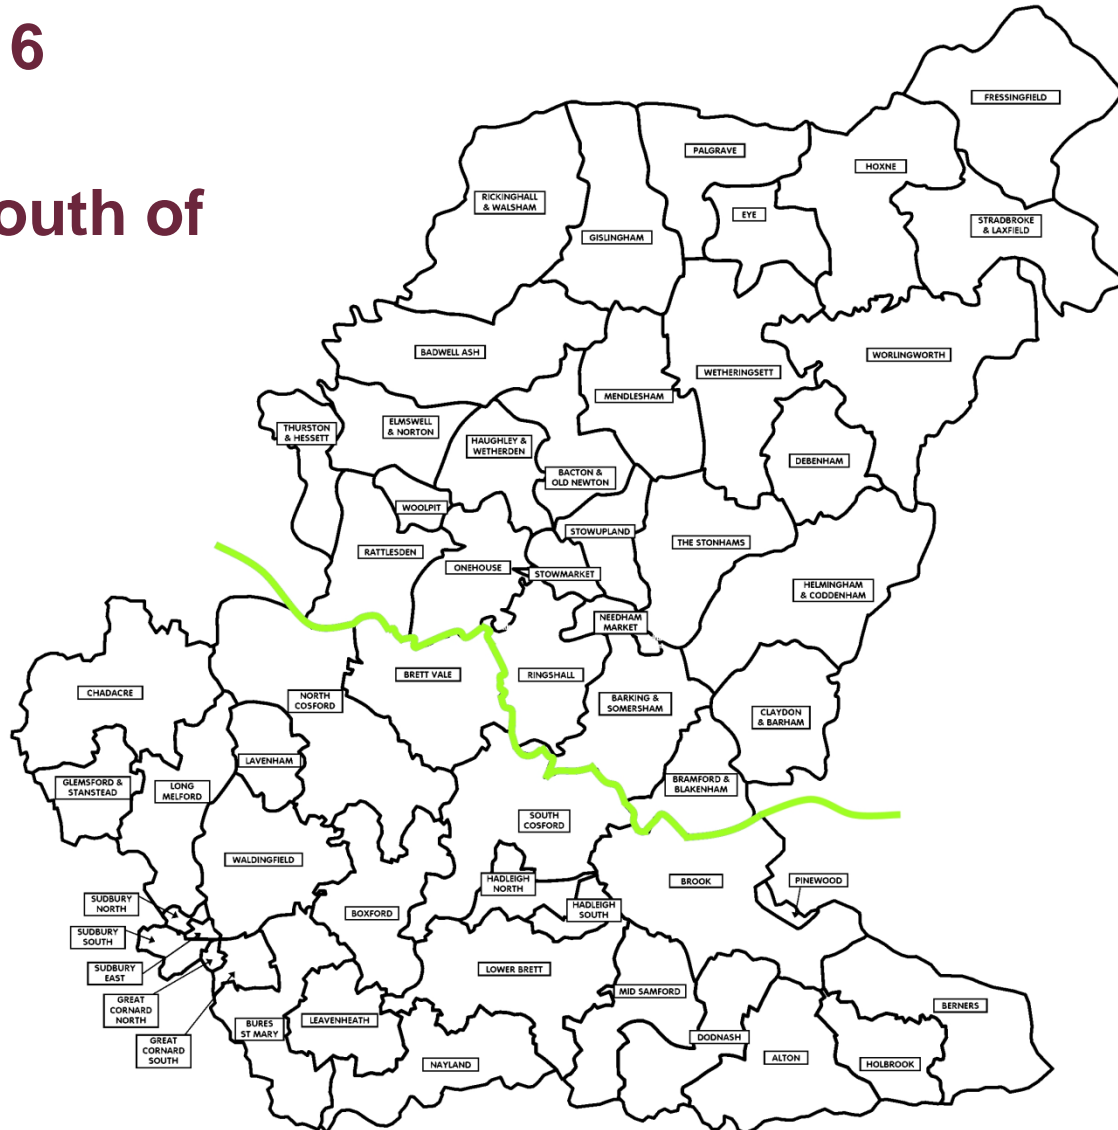 6
outh of
FRESSINGFIELD
PALGRAVE
HOXNE
RICKINGHALL
& WALSHAM
EYE
STRADBROKE
& LAXFIELD
GISLINGHAM
BADWELL ASH
WORLINGWORTH
WETHERINGSETT
MENDLESHAM
THURSTON
& HESSETT
ELMSWELL
& NORTON
HAUGHLEY &
WETHERDEN
DEBENHAM
BACTON &
OLD NEWTON
WOOLPIT
STOWUPLAND
RATTLESDEN
THE STONHAMS
ONEHOUSE
STOWMARKET
HELMINGHAM
& CODDENHAM
NEEDHAM
MARKET
BRETT VALE
RINGSHALL
CHADACRE
NORTH
COSFORD
BARKING &
SOMERSHAM
CLAYDON
& BARHAM
LAVENHAM
GLEMSFORD &
STANSTEAD
LONG
MELFORD
BRAMFORD &
BLAKENHAM
SOUTH
COSFORD
WALDINGFIELD
HADLEIGH
NORTH
BROOK
PINEWOOD
SUDBURY
NORTH
BOXFORD
HADLEIGH
SOUTH
SUDBURY
SOUTH
SUDBURY
EAST
LOWER BRETT
MID SAMFORD
BERNERS
GREAT
CORNARD
NORTH
BURES
ST MARY
LEAVENHEATH
DODNASH
GREAT
CORNARD
SOUTH
NAYLAND
ALTON
HOLBROOK